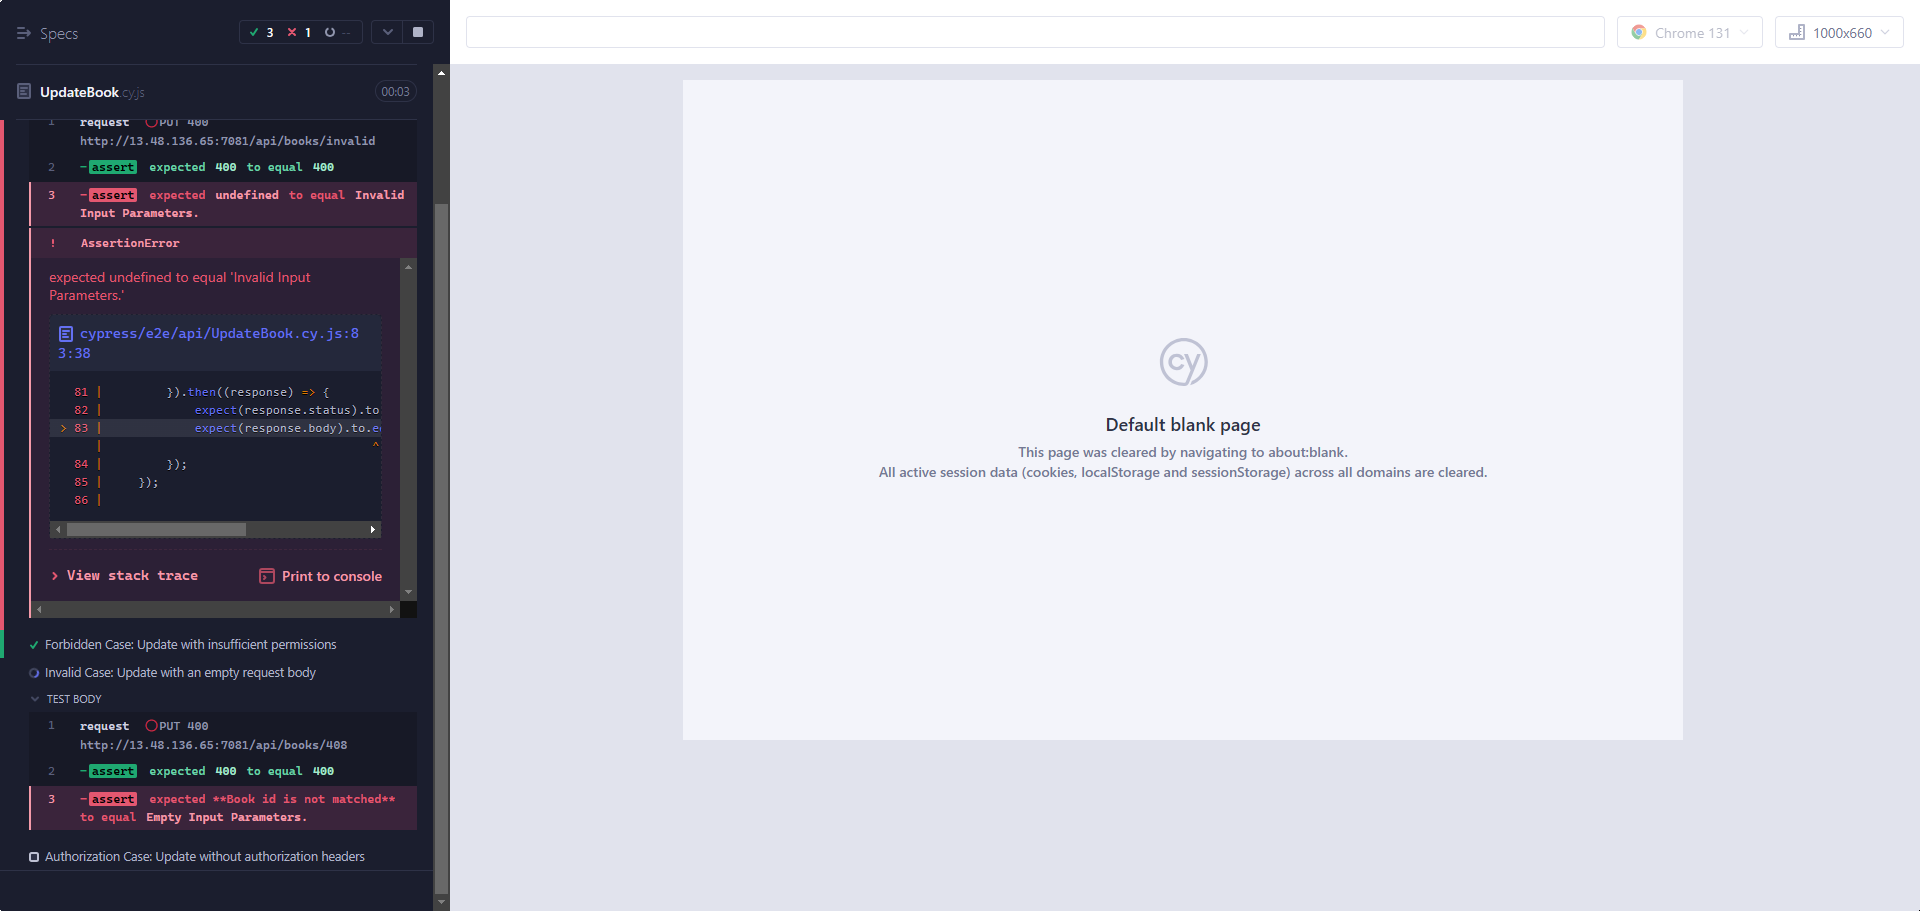 Specs
3 1 --
Chrome 131
1000x660
UpdateBook.cy.js
00:03
1 request PUT 400
http://13.48.136.65:7081/api/books/invalid
2 -assert expected 400 to equal 400
3 -assert expected undefined to equal Invalid
Input Parameters.
! AssertionError
expected undefined to equal 'Invalid Input
Parameters.'
cypress/e2e/api/UpdateBook.cy.js:8
3:38
81 | }).then((response) => {
82 | expect(response.status).to
> 83 | expect(response.body).to.e
| ^
84 | });
85 | });
86 |
> View stack trace
Print to console
Forbidden Case: Update with insufficient permissions
Invalid Case: Update with an empty request body
TEST BODY
1 request PUT 400
http://13.48.136.65:7081/api/books/408
2 -assert expected 400 to equal 400
3 -assert expected **Book id is not matched**
to equal Empty Input Parameters.
Authorization Case: Update without authorization headers
cy
Default blank page
This page was cleared by navigating to about:blank.
All active session data (cookies, localStorage and sessionStorage) across all domains are cleared.